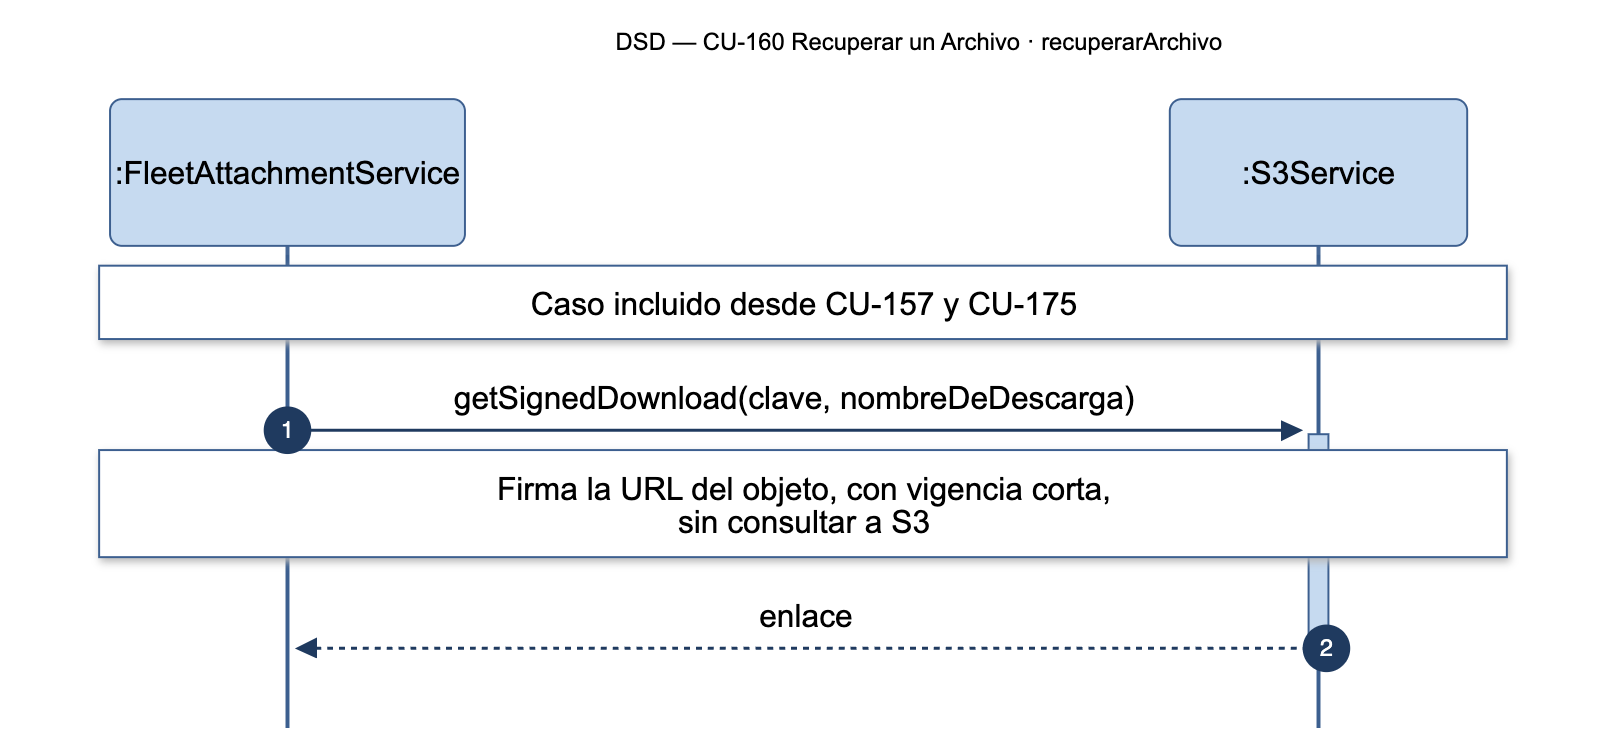 DSD — CU-160 Recuperar un Archivo · recuperarArchivo
:FleetAttachmentService
:S3Service
Caso incluido desde CU-157 y CU-175
getSignedDownload(clave, nombreDeDescarga)
1
Firma la URL del objeto, con vigencia corta,
sin consultar a S3
enlace
2